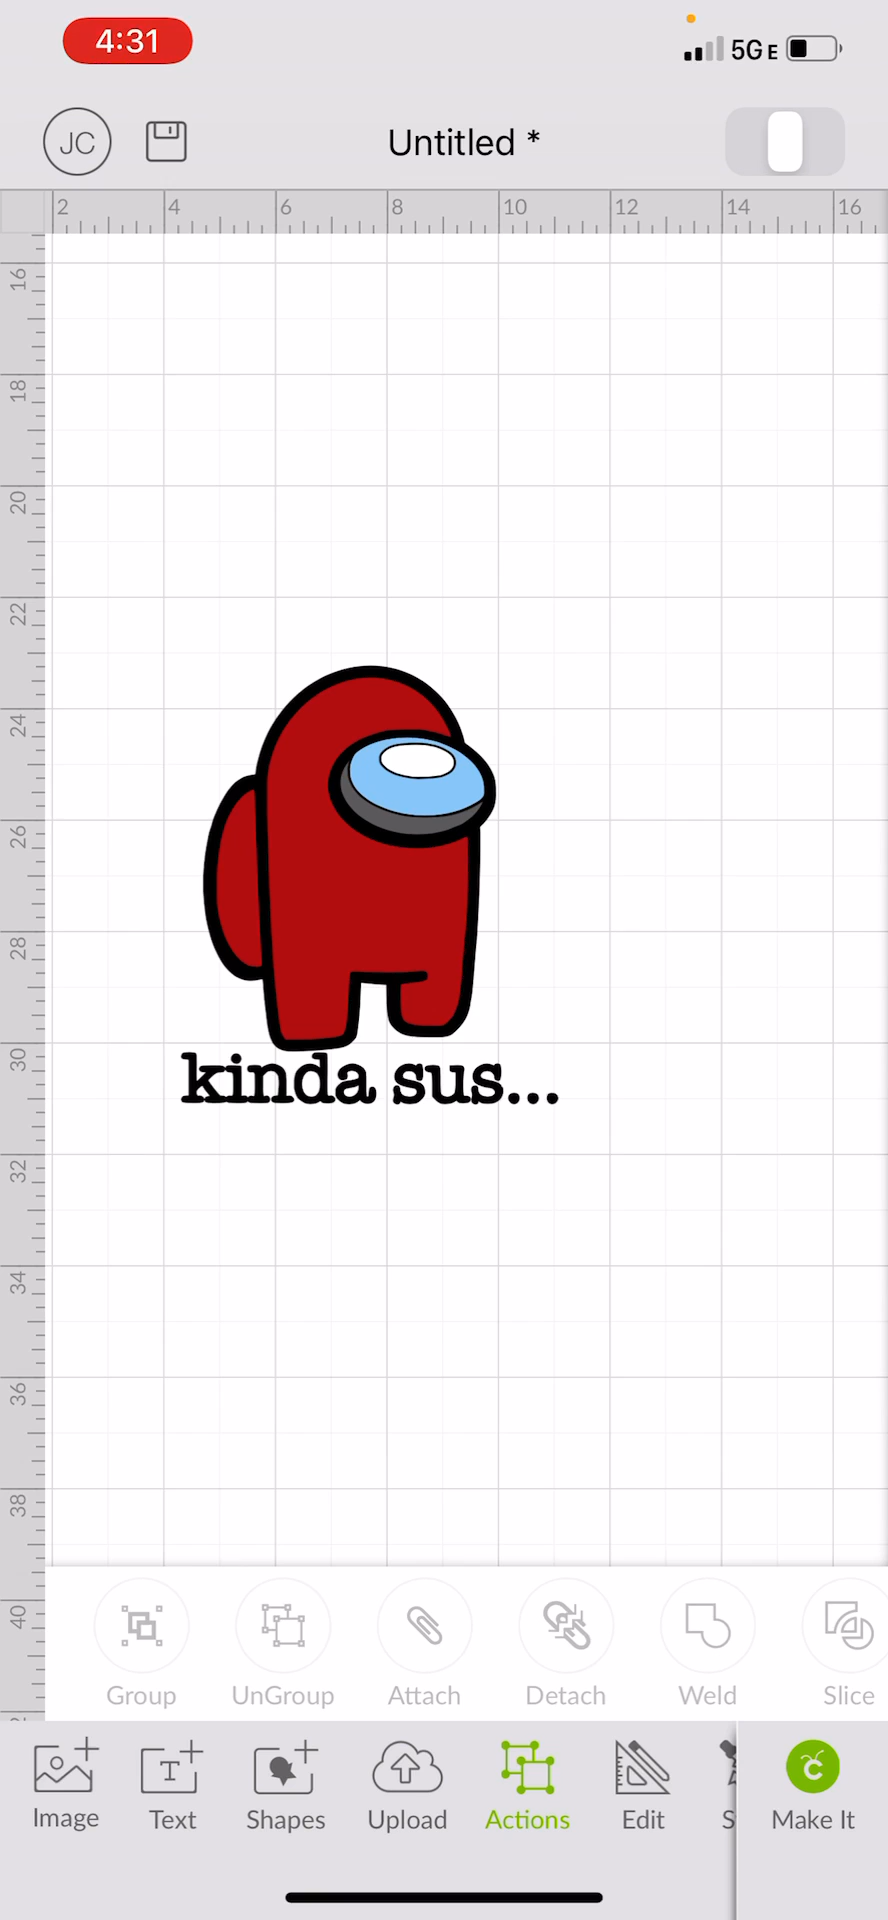 4:31
5GE
JC
Untitled *
2 4 6 8 10 12 14 16
16
18
20
22
24
26
28
30
kinda sus...
32
34
36
38
40
Group UnGroup Attach Detach Weld Slice
Image Text Shapes Upload Actions Edit S Make It